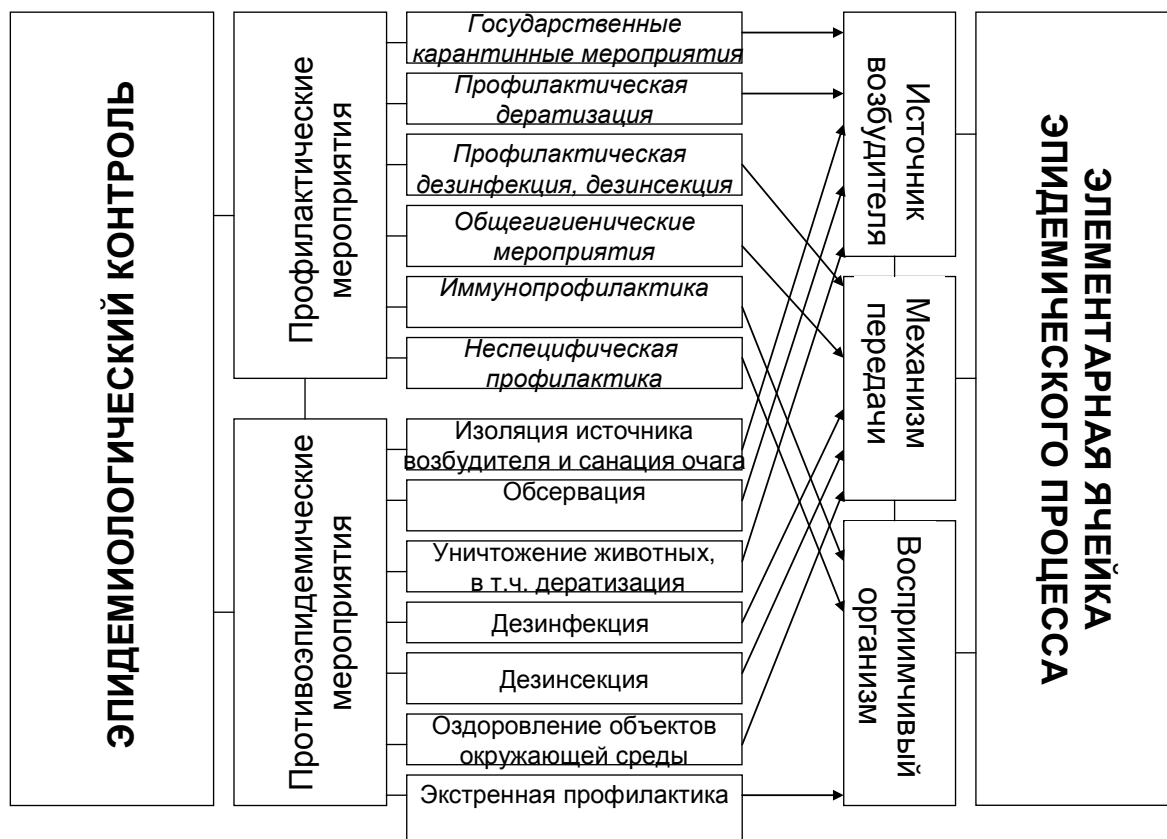 ЭПИДЕМИОЛОГИЧЕСКИЙ КОНТРОЛЬ
Профилактические
мероприятия
Противоэпидемические
мероприятия
Государственные
карантинные мероприятия
Профилактическая
дератизация
Профилактическая
дезинфекция, дезинсекция
Общегигиенические
мероприятия
Иммунопрофилактика
Неспецифическая
профилактика
Изоляция источника
возбудителя и санация очага
Обсервация
Уничтожение животных,
в т.ч. дератизация
Дезинфекция
Дезинсекция
Оздоровление объектов
окружающей среды
Экстренная профилактика
Источник
возбудителя
Механизм
передачи
Восприимчивый
организм
ЭЛЕМЕНТАРНАЯ ЯЧЕЙКА
ЭПИДЕМИЧЕСКОГО ПРОЦЕССА